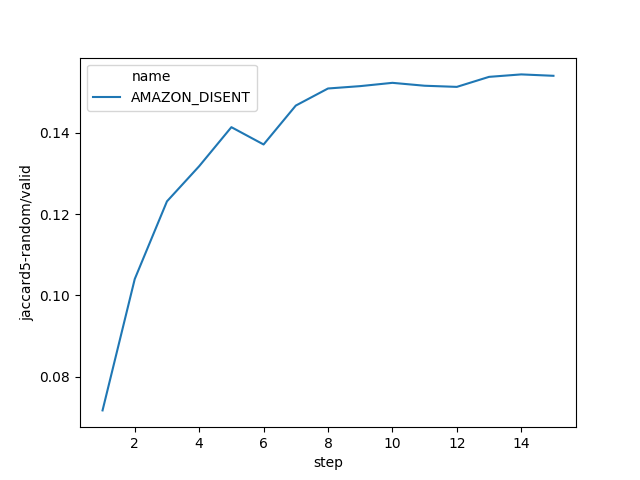 name
AMAZON_DISENT
jaccard5-random/valid
0.14
0.12
0.10
0.08
2 4 6 8 10 12 14
step